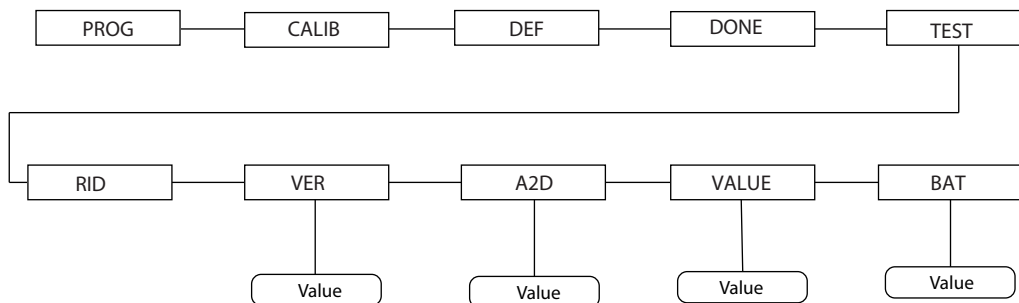 PROG
CALIB
DEF
DONE
TEST
RID
VER
A2D
VALUE
BAT
Value
Value
Value
Value